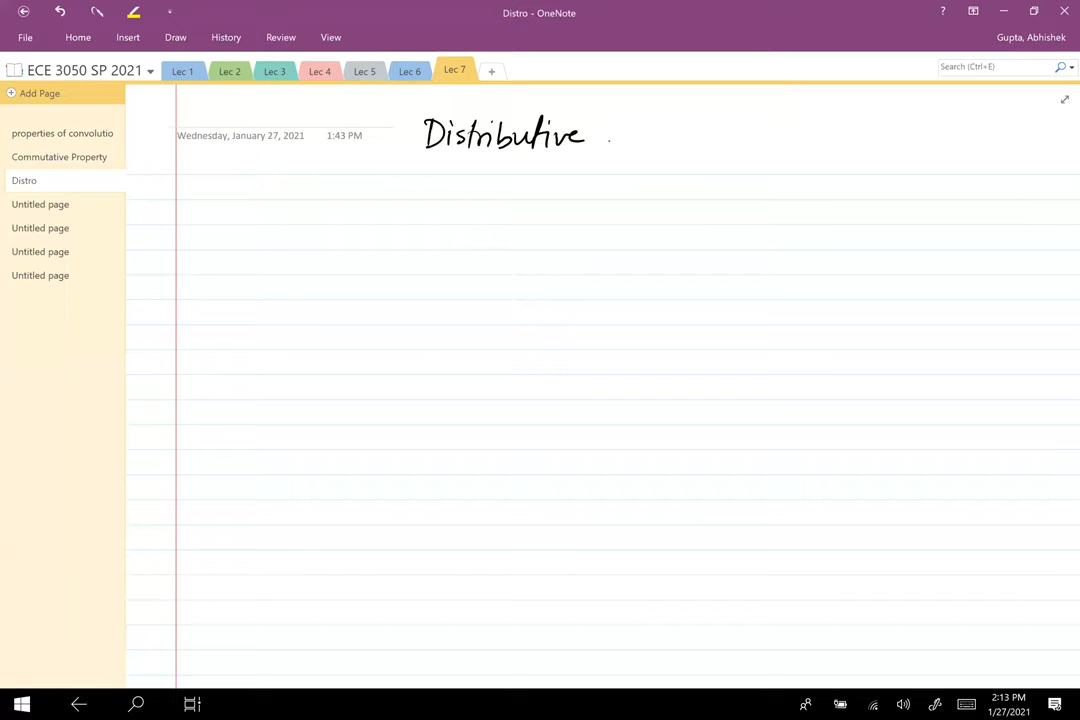 Distro - OneNote
?
File Home Insert Draw History Review View
Gupta, Abhishek
ECE 3050 SP 2021
Lec 1 Lec 2 Lec 3 Lec 4 Lec 5 Lec 6 Lec 7 +
Search (Ctrl+E)
+ Add Page
properties of convolutio
Commutative Property
Distro
Untitled page
Untitled page
Untitled page
Untitled page
Wednesday, January 27, 2021 1:43 PM
Distributive
2:13 PM
1/27/2021